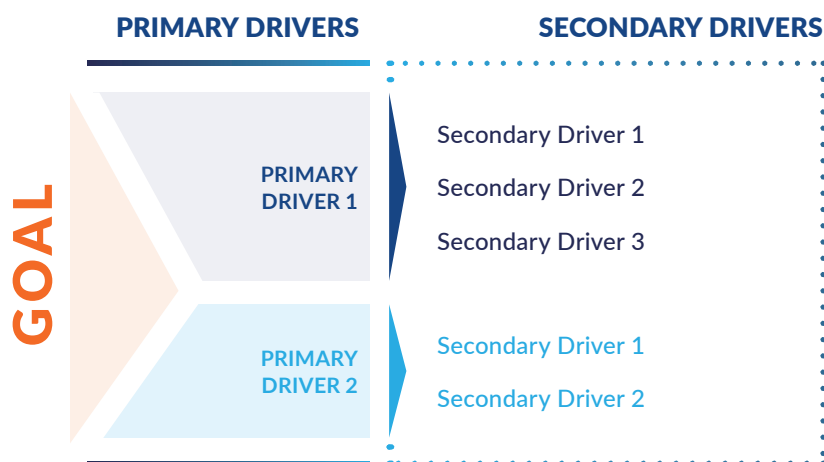 PRIMARY DRIVERS
SECONDARY DRIVERS
GOAL
PRIMARY
DRIVER 1
Secondary Driver 1
Secondary Driver 2
Secondary Driver 3
PRIMARY
DRIVER 2
Secondary Driver 1
Secondary Driver 2